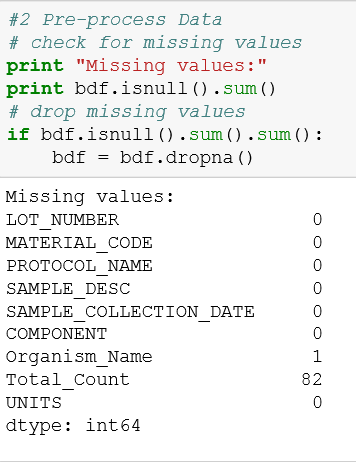 #2 Pre-process Data
# check for missing values
print "Missing values:"
print bdf.isnull().sum()
# drop missing values
if bdf.isnull().sum().sum():
    bdf = bdf.dropna()
Missing values:
LOT_NUMBER 0
MATERIAL_CODE 0
PROTOCOL_NAME 0
SAMPLE_DESC 0
SAMPLE_COLLECTION_DATE 0
COMPONENT 0
Organism_Name 1
Total_Count 82
UNITS 0
dtype: int64